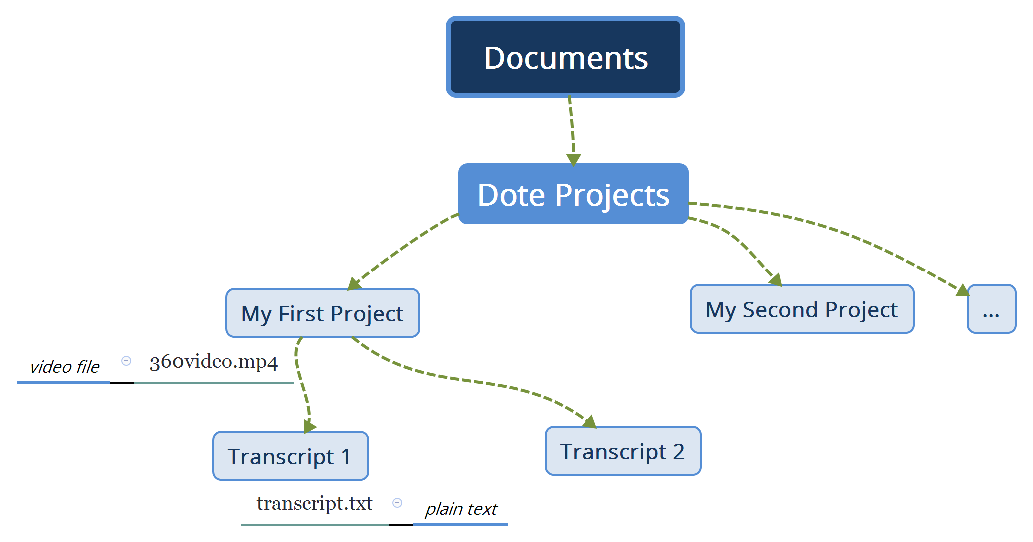 Documents
Dote Projects
My First Project
My Second Project
...
video file
360video.mp4
Transcript 1
Transcript 2
transcript.txt
plain text